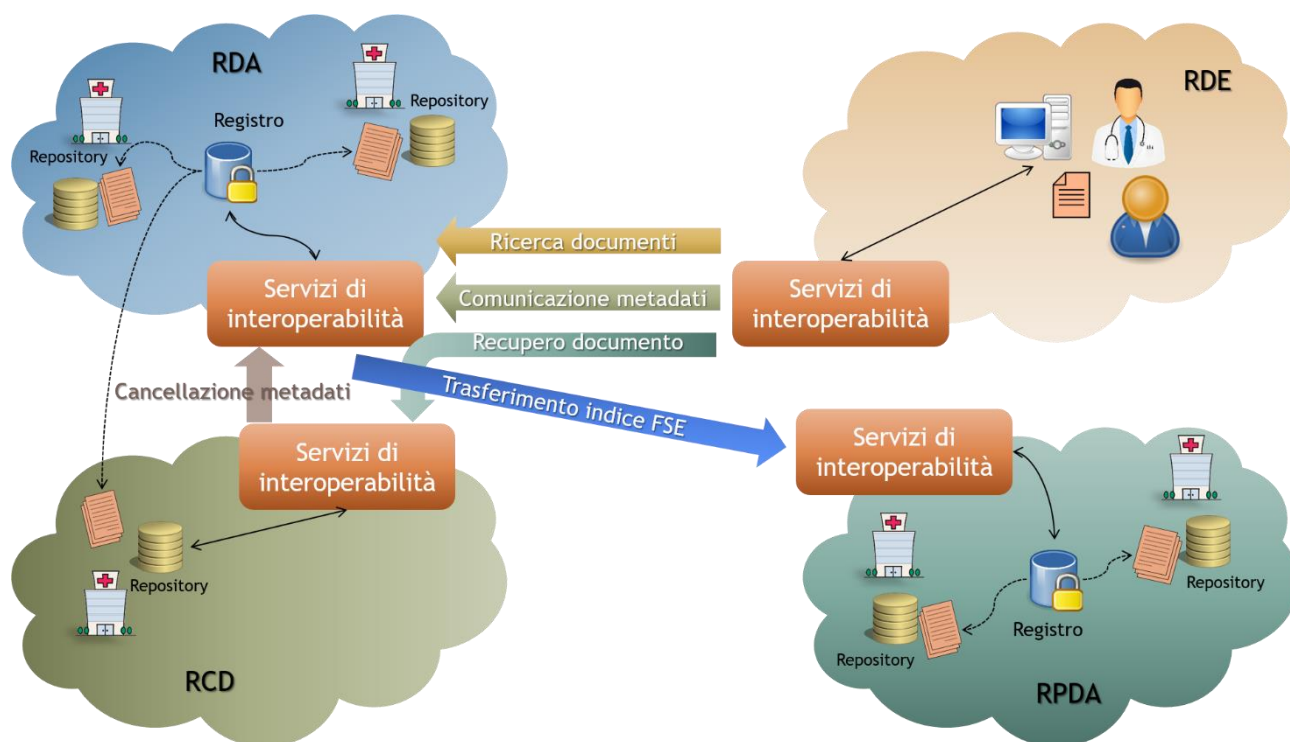 RDA
Repository
Registro
Repository
RDE
Ricerca documenti
Servizi di
interoperabilità
Comunicazione metadati
Servizi di
interoperabilità
Recupero documento
Cancellazione metadati
Trasferimento indice FSE
Servizi di
interoperabilità
Servizi di
interoperabilità
Repository
RCD
Repository
Registro
Repository
RPDA